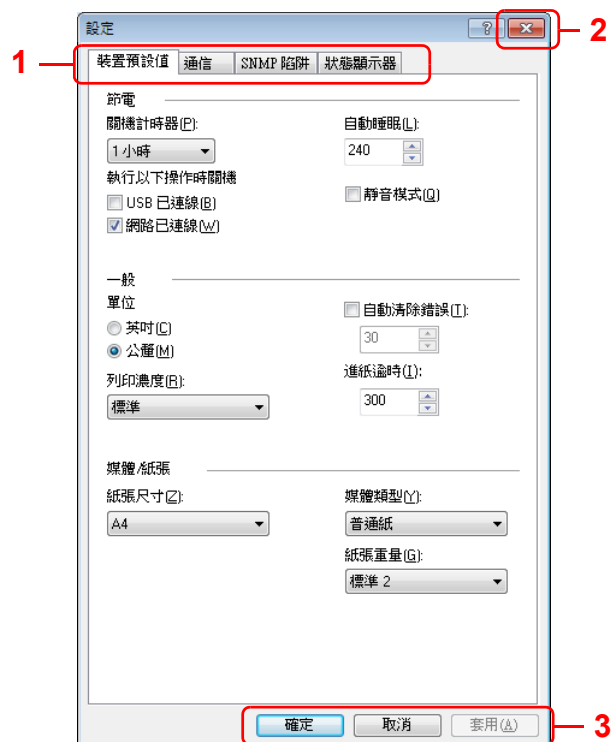 設定
2
1
裝置預設值 通信 SNMP 陷阱 狀態顯示器
節電
關機計時器(P): 自動睡眠(L):
1 小時 240
執行以下操作時關機
USB 已連線(B) 靜音模式(Q)
網路已連線(W)
一般
單位 自動清除錯誤(T):
英吋(C) 30
公釐(M)
列印濃度(R): 進紙逾時(I):
標準 300
媒體/紙張
紙張尺寸(Z): 媒體類型(Y):
A4 普通紙
紙張重量(G):
標準 2
確定 取消 套用(A)
3